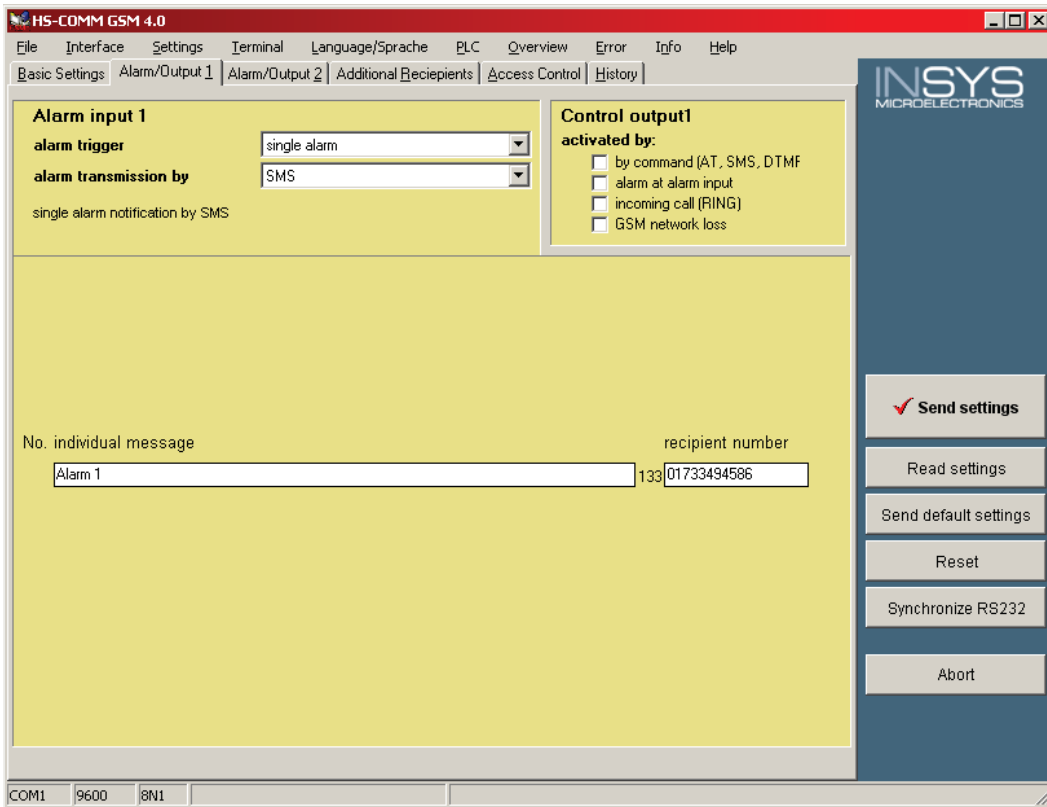 HS-COMM GSM 4.0
File Interface Settings Terminal Language/Sprache PLC Overview Error Info Help
Basic Settings Alarm/Output 1 Alarm/Output 2 Additional Reciepients Access Control History
INSYS
MICROELECTRONICS
Alarm input 1
alarm trigger single alarm
alarm transmission by SMS
single alarm notification by SMS
Control output1
activated by:
by command (AT, SMS, DTMF
alarm at alarm input
incoming call (RING)
GSM network loss
No. individual message recipient number
Alarm 1 133 01733494586
Send settings
Read settings
Send default settings
Reset
Synchronize RS232
Abort
COM1 9600 8N1